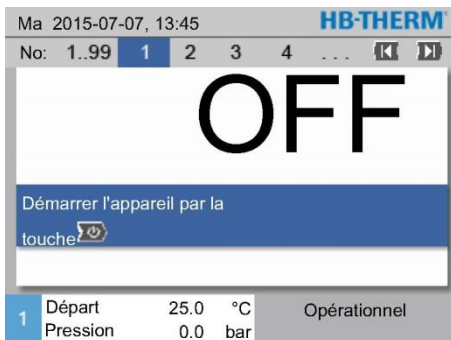 Ma 2015-07-07, 13:45 HB-THERM
No: 1..99 1 2 3 4 ...
OFF
Démarrer l'appareil par la
touche
1 Départ 25.0 °C Opérationnel
Pression 0.0 bar